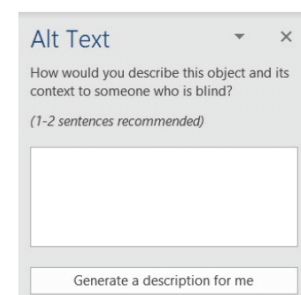 Alt Text
How would you describe this object and its
context to someone who is blind?
(1-2 sentences recommended)
Generate a description for me